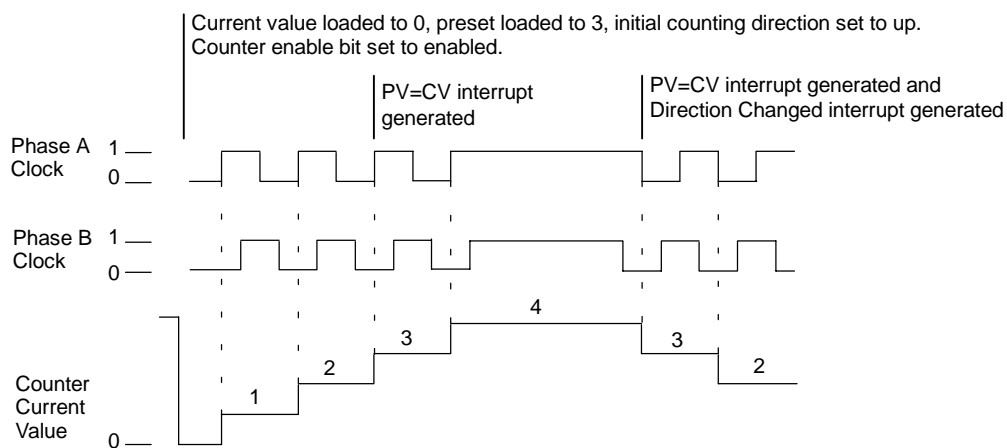 Current value loaded to 0, preset loaded to 3, initial counting direction set to up.
Counter enable bit set to enabled.
PV=CV interrupt
generated
PV=CV interrupt generated and
Direction Changed interrupt generated
Phase A
Clock
1
0
Phase B
Clock
1
0
4
3
3
2
2
1
Counter
Current
Value
0